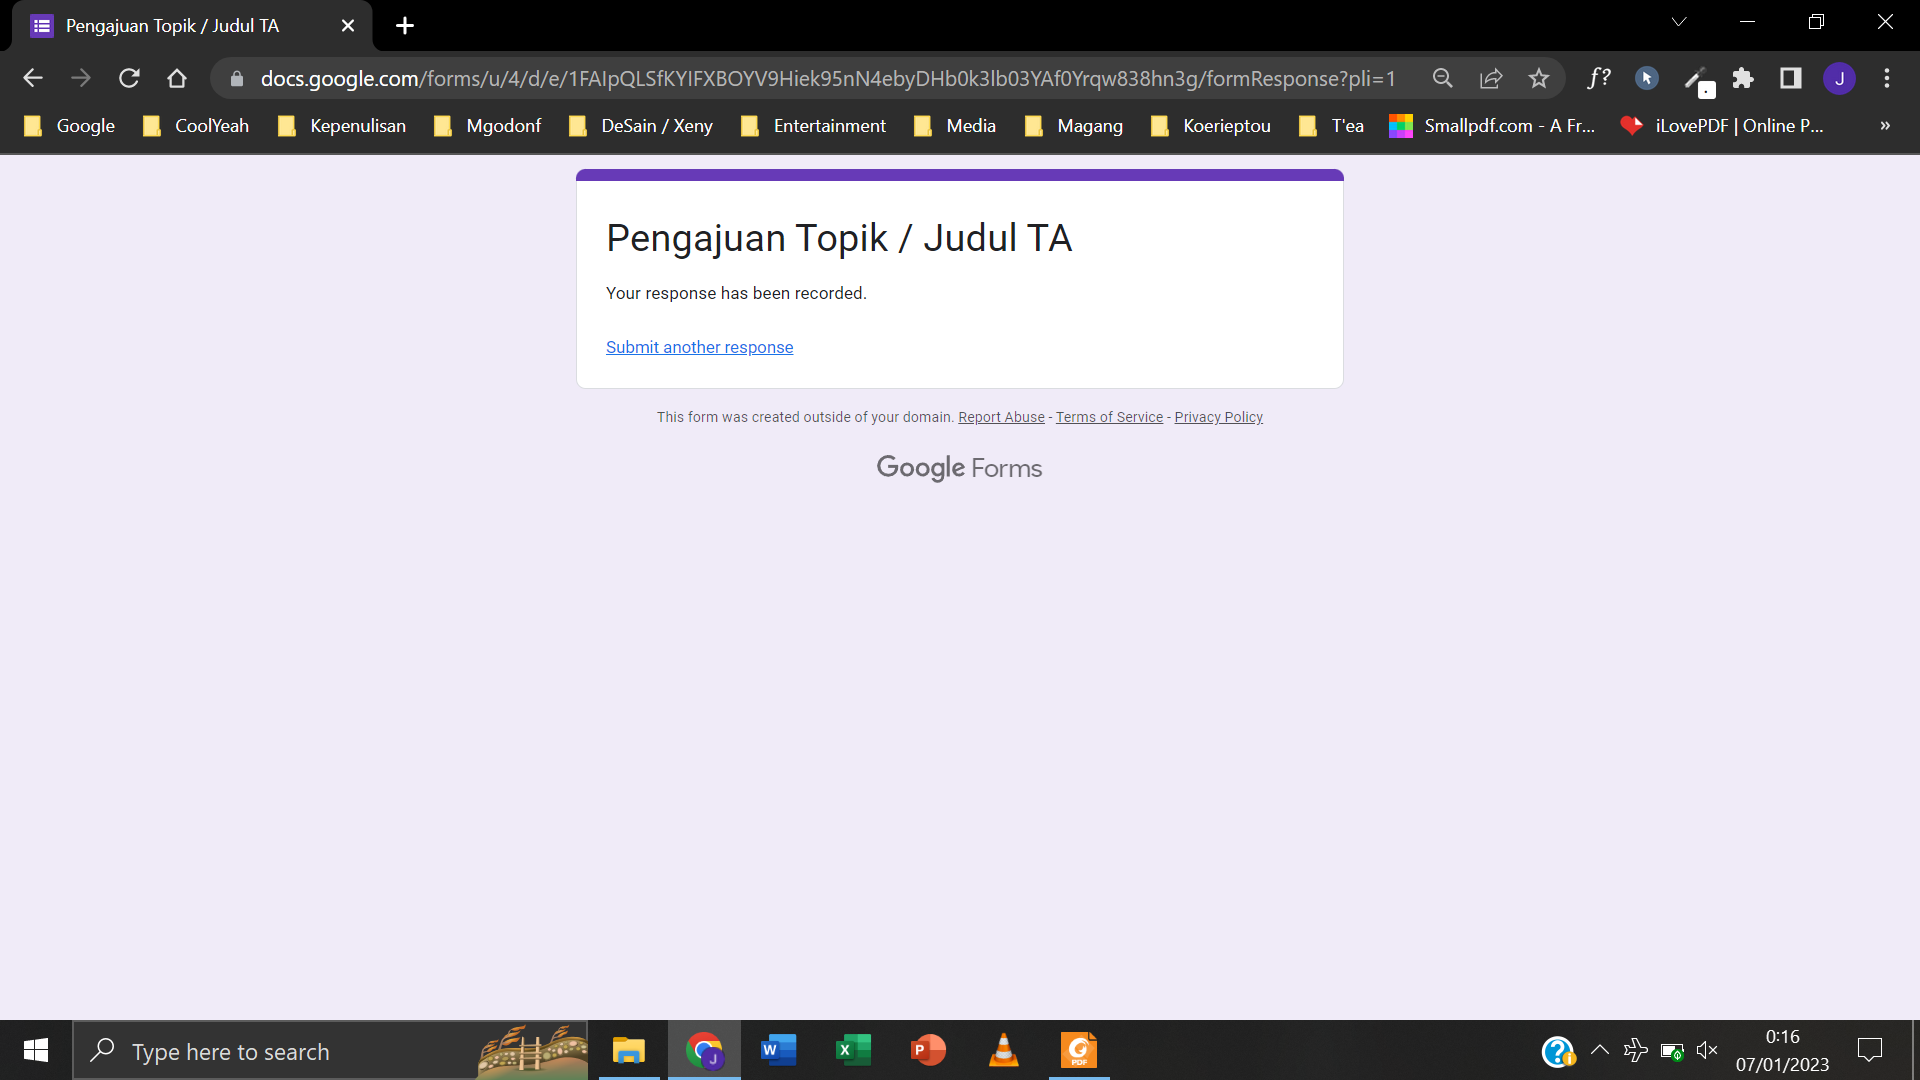 Pengajuan Topik / Judul TA
docs.google.com/forms/u/4/d/e/1FAIpQLSfKYIFXBOYV9Hiek95nN4ebyDHb0k3lb03YAf0Yrqw838hn3g/formResponse?pli=1
f?
J
Google CoolYeah Kepenulisan Mgodonf DeSain / Xeny Entertainment Media Magang Koerieptou T'ea Smallpdf.com - A Fr... iLovePDF | Online P... »
Pengajuan Topik / Judul TA
Your response has been recorded.
Submit another response
This form was created outside of your domain. Report Abuse - Terms of Service - Privacy Policy
Google Forms
Type here to search
J
W
X
P
PDF
0:16
07/01/2023